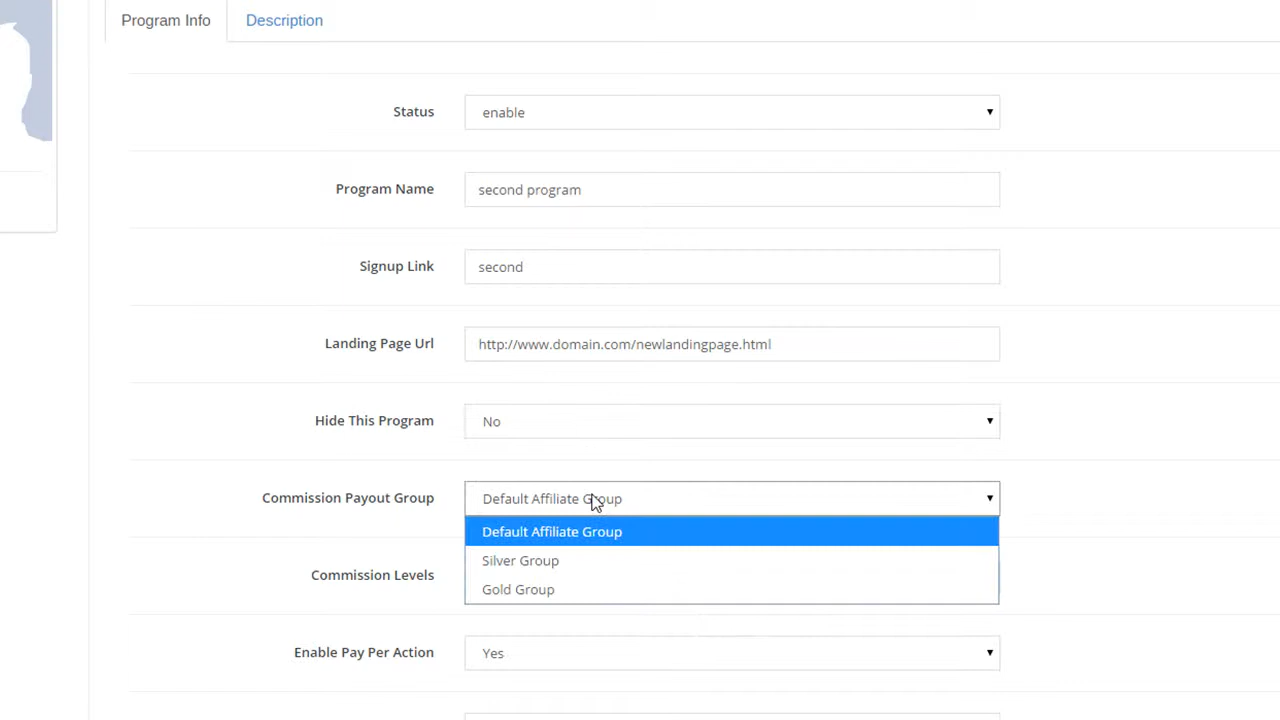 Program Info Description
Status enable
Program Name second program
Signup Link second
Landing Page Url http://www.domain.com/newlandingpage.html
Hide This Program No
Commission Payout Group Default Affiliate Group
Default Affiliate Group
Silver Group
Commission Levels
Gold Group
Enable Pay Per Action Yes